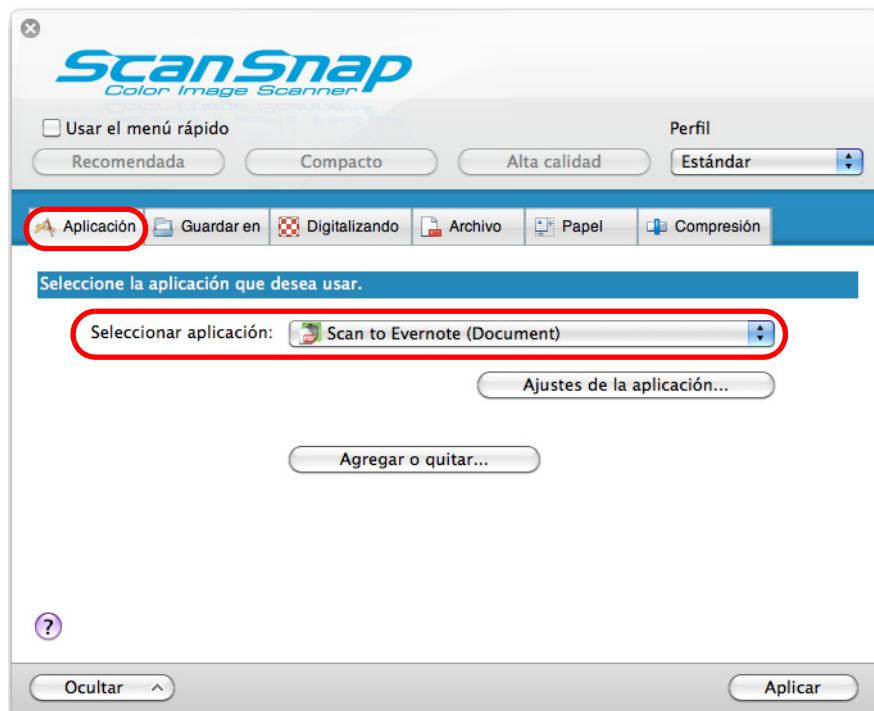 ScanSnap
Color Image Scanner
Usar el menú rápido
Perfil
Recomendada
Compacto
Alta calidad
Estándar
Aplicación
Guardar en
Digitalizando
Archivo
Papel
Compresión
Seleccione la aplicación que desea usar.
Seleccionar aplicación:
Scan to Evernote (Document)
Ajustes de la aplicación...
Agregar o quitar...
?
Ocultar
Aplicar